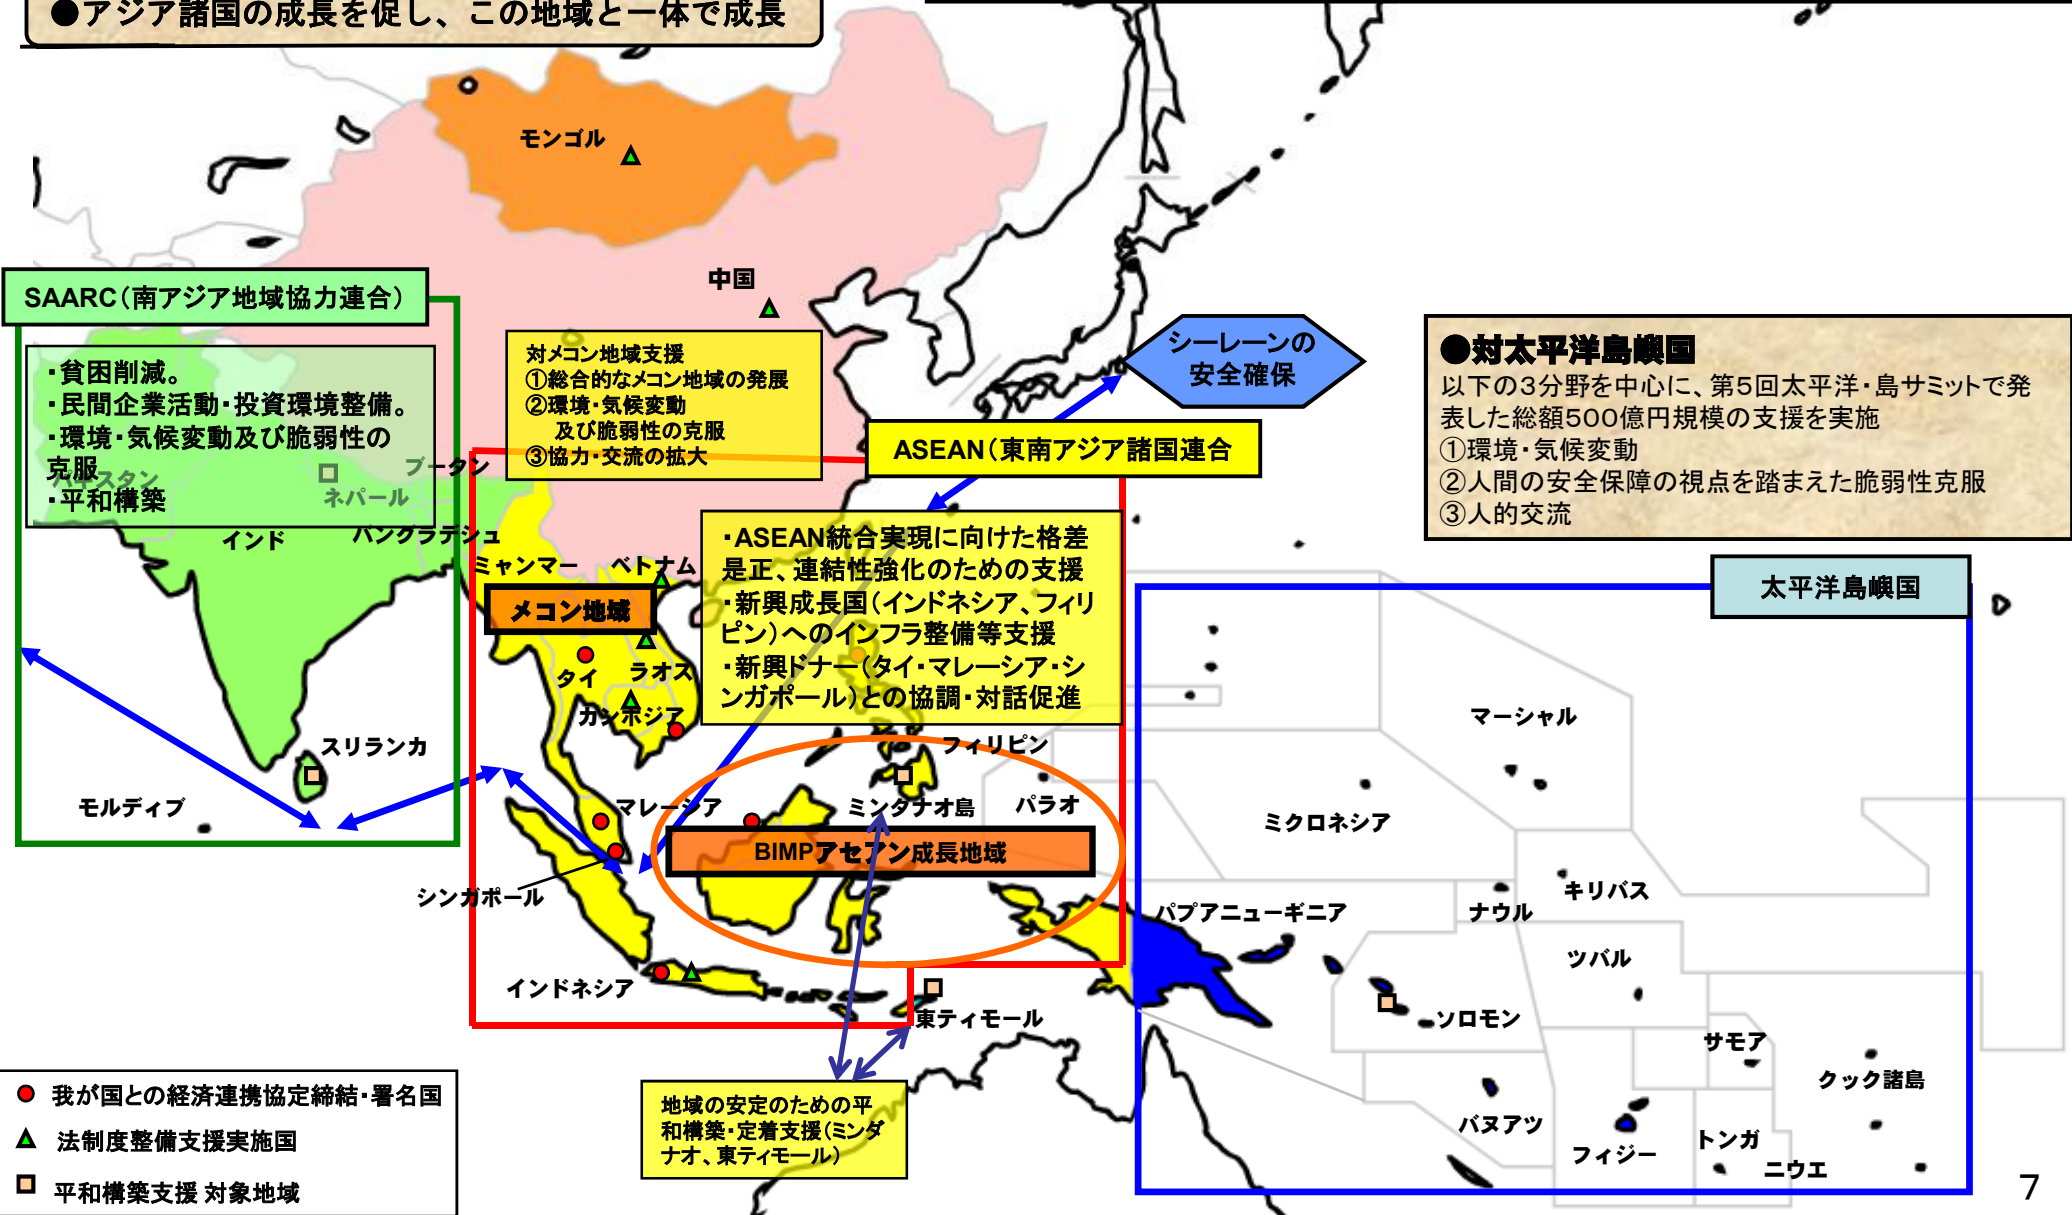 ●アジア諸国の成長を促し、この地域と一体で成長
モンゴル
中国
SAARC(南アジア地域協力連合)
・貧困削減。
・民間企業活動・投資環境整備。
・環境・気候変動及び脆弱性の
克服
・平和構築
パキスタン
ネパール
ブータン
インド
バングラデシュ
スリランカ
モルディブ
対メコン地域支援
①総合的なメコン地域の発展
②環境・気候変動
及び脆弱性の克服
③協力・交流の拡大
シーレーンの
安全確保
ASEAN(東南アジア諸国連合
・ASEAN統合実現に向けた格差
是正、連結性強化のための支援
・新興成長国(インドネシア、フィリ
ピン)へのインフラ整備等支援
・新興ドナー(タイ・マレーシア・シ
ンガポール)との協調・対話促進
ミャンマー
ベトナム
メコン地域
タイ
ラオス
カンボジア
フィリピン
マレーシア
ミンダナオ島
パラオ
BIMPアセアン成長地域
シンガポール
インドネシア
東ティモール
地域の安定のための平
和構築・定着支援(ミンダ
ナオ、東ティモール)
●対太平洋島嶼国
以下の3分野を中心に、第5回太平洋・島サミットで発
表した総額500億円規模の支援を実施
①環境・気候変動
②人間の安全保障の視点を踏まえた脆弱性克服
③人的交流
太平洋島嶼国
マーシャル
ミクロネシア
キリバス
ナウル
パプアニューギニア
ツバル
ソロモン
サモア
クック諸島
バヌアツ
フィジー
トンガ
ニウエ
我が国との経済連携協定締結・署名国
法制度整備支援実施国
平和構築支援 対象地域
7